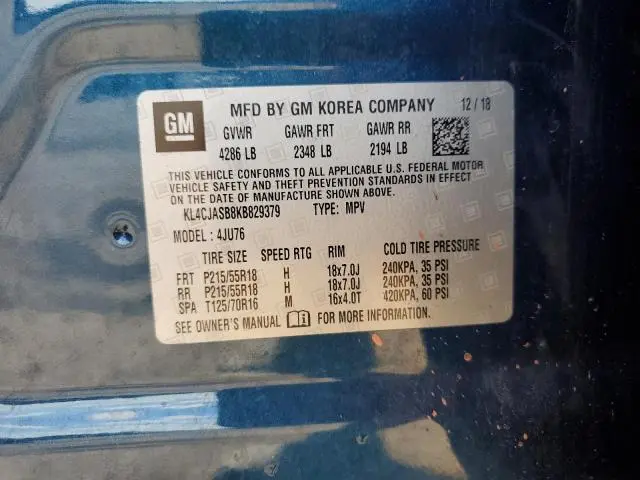 GM MFD BY GM KOREA COMPANY 12/18
GVWR GAWR FRT GAWR RR
4286 LB 2348 LB 2194 LB
THIS VEHICLE CONFORMS TO ALL APPLICABLE U.S. FEDERAL MOTOR
VEHICLE SAFETY AND THEFT PREVENTION STANDARDS IN EFFECT
ON THE DATE OF MANUFACTURE SHOWN ABOVE.
KL4CJASB8KB829379 TYPE: MPV
MODEL: 4JU76
TIRE SIZE SPEED RTG RIM COLD TIRE PRESSURE
FRT P215/55R18 H 18x7.0J 240KPA, 35 PSI
RR P215/55R18 H 18x7.0J 240KPA, 35 PSI
SPA T125/70R16 M 16x4.0T 420KPA, 60 PSI
SEE OWNER'S MANUAL FOR MORE INFORMATION.